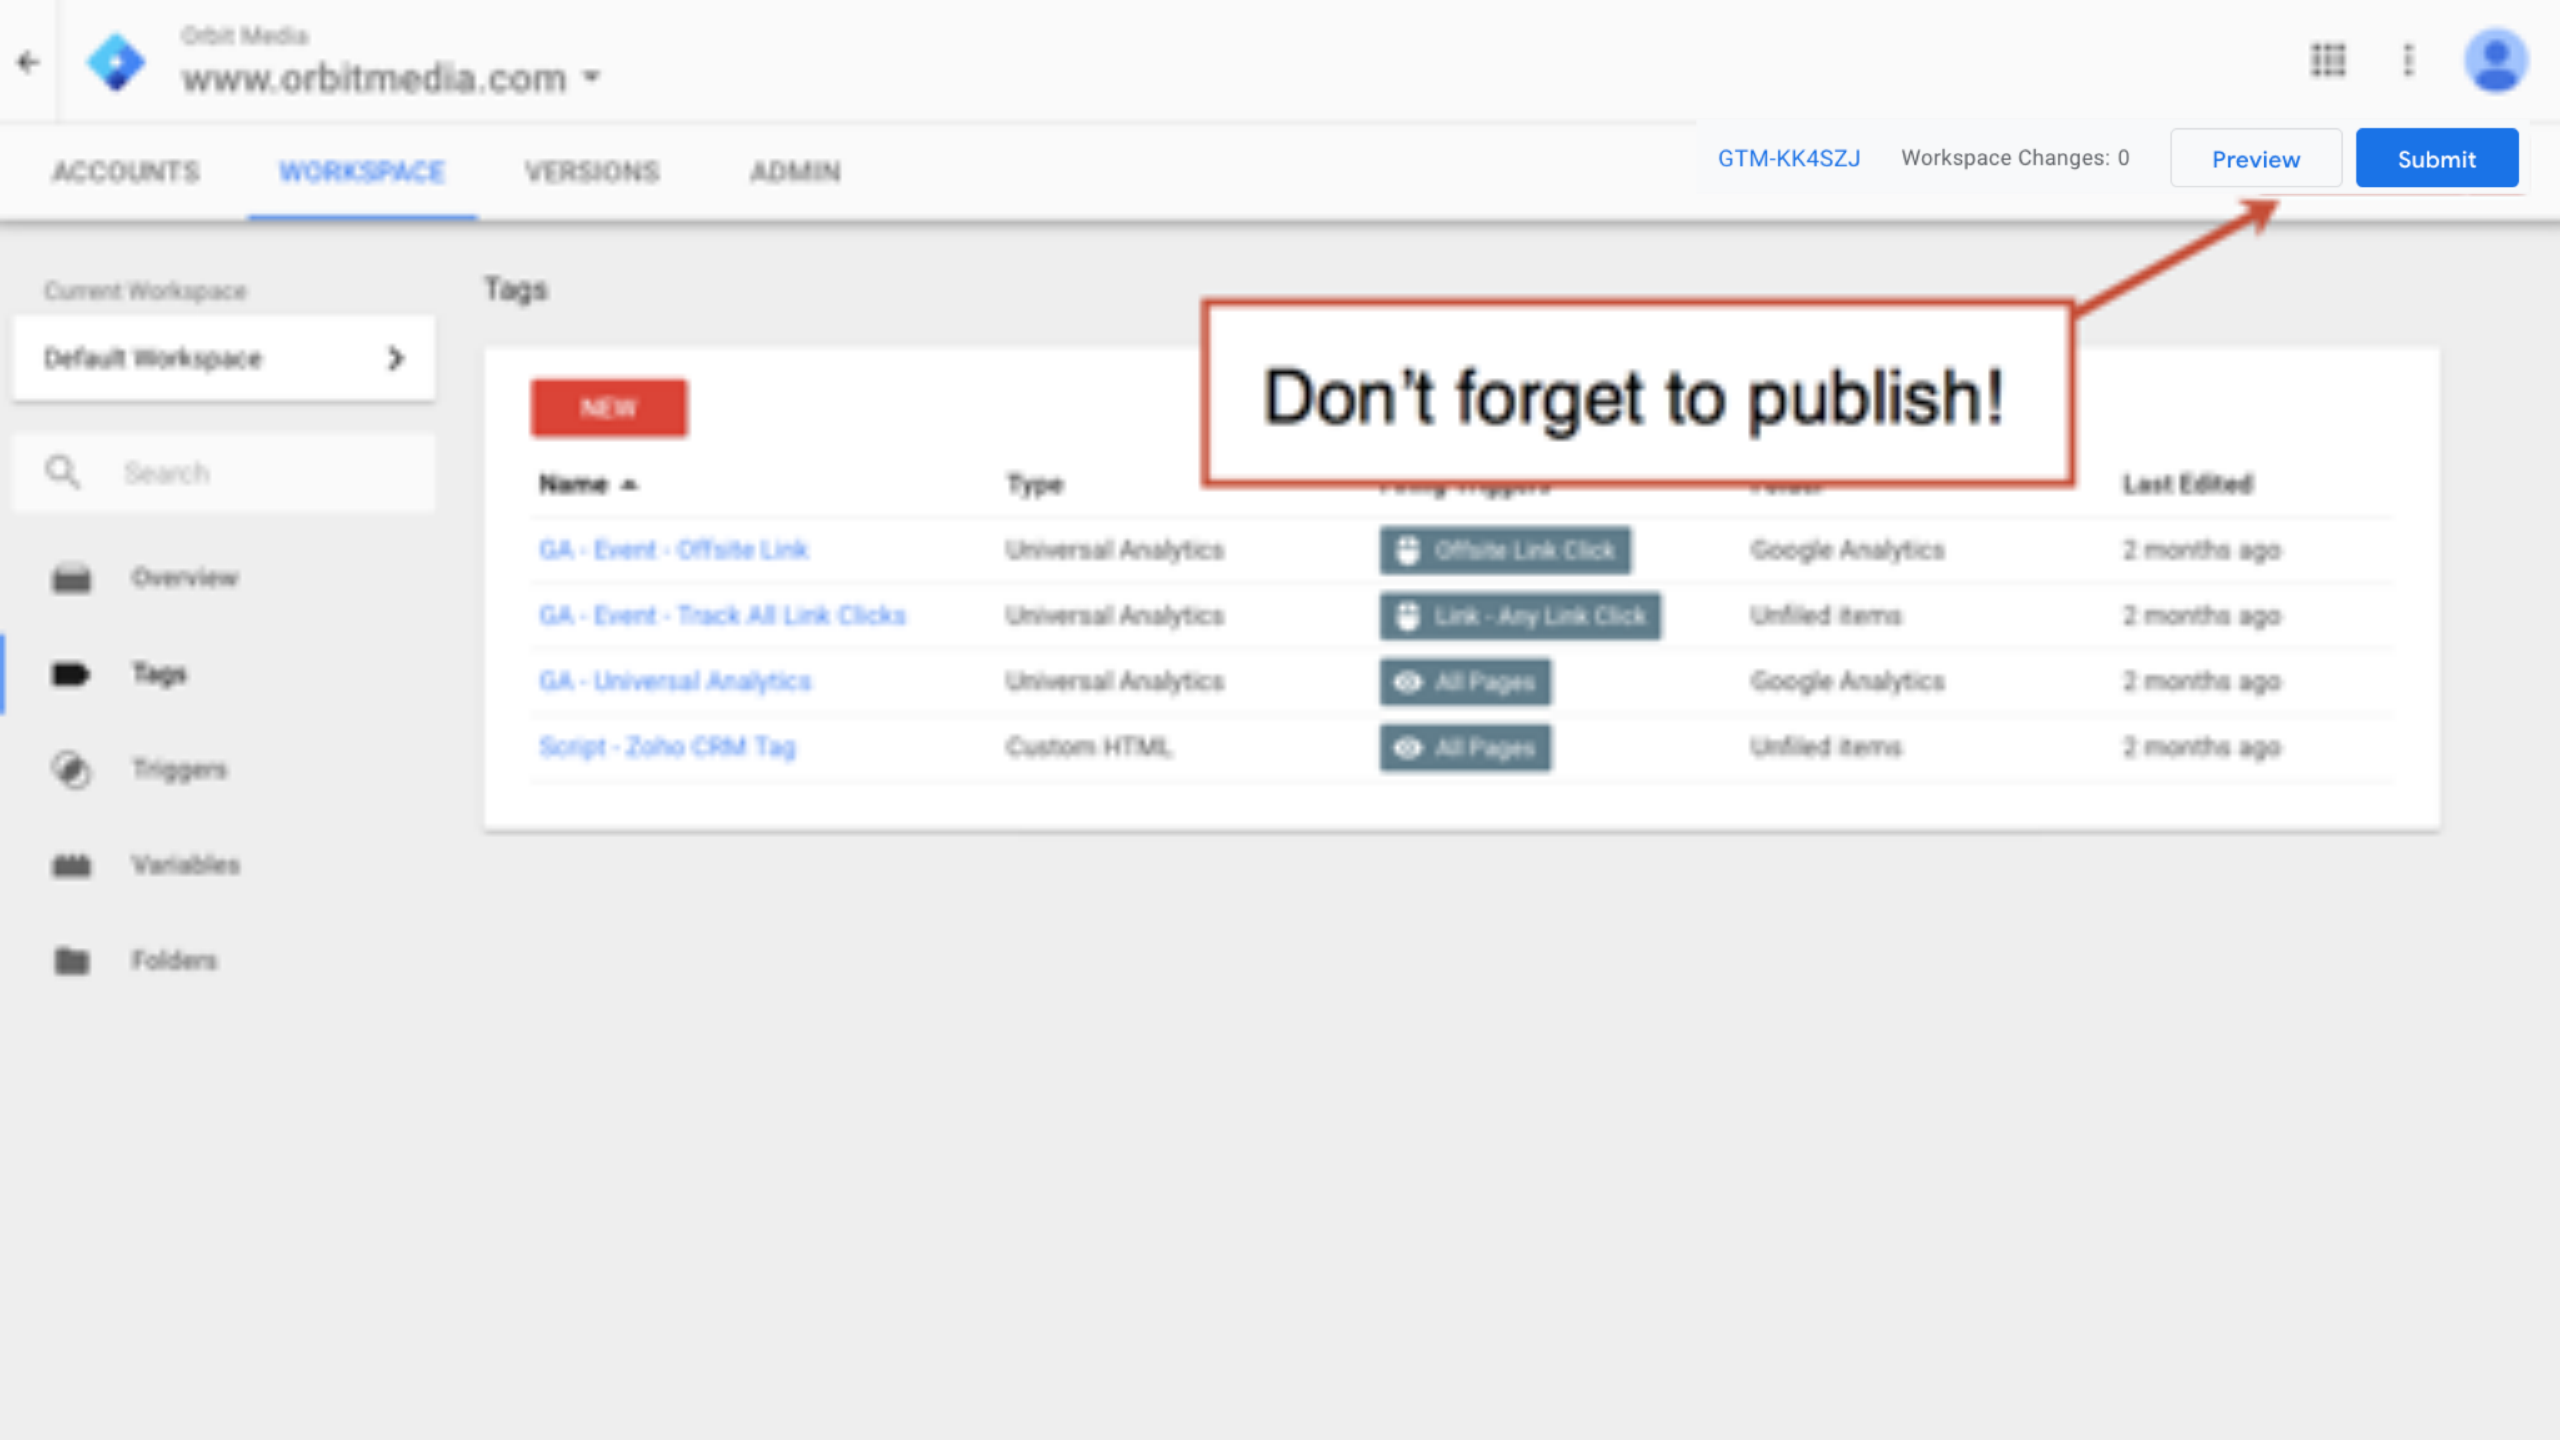 Orbit Media
www.orbitmedia.com
ACCOUNTS WORKSPACE VERSIONS ADMIN GTM-KK4SZJ Workspace Changes: 0 Preview Submit
Current Workspace
Default Workspace
Search
Overview
Tags
Triggers
Variables
Folders
Tags
Don't forget to publish!
NEW
Name Type Last Edited
GA - Event - Offsite Link Universal Analytics Offsite Link Click Google Analytics 2 months ago
GA - Event - Track All Link Clicks Universal Analytics Link - Any Link Click Unfiled items 2 months ago
GA - Universal Analytics Universal Analytics All Pages Google Analytics 2 months ago
Script - Zoho CRM Tag Custom HTML All Pages Unfiled items 2 months ago